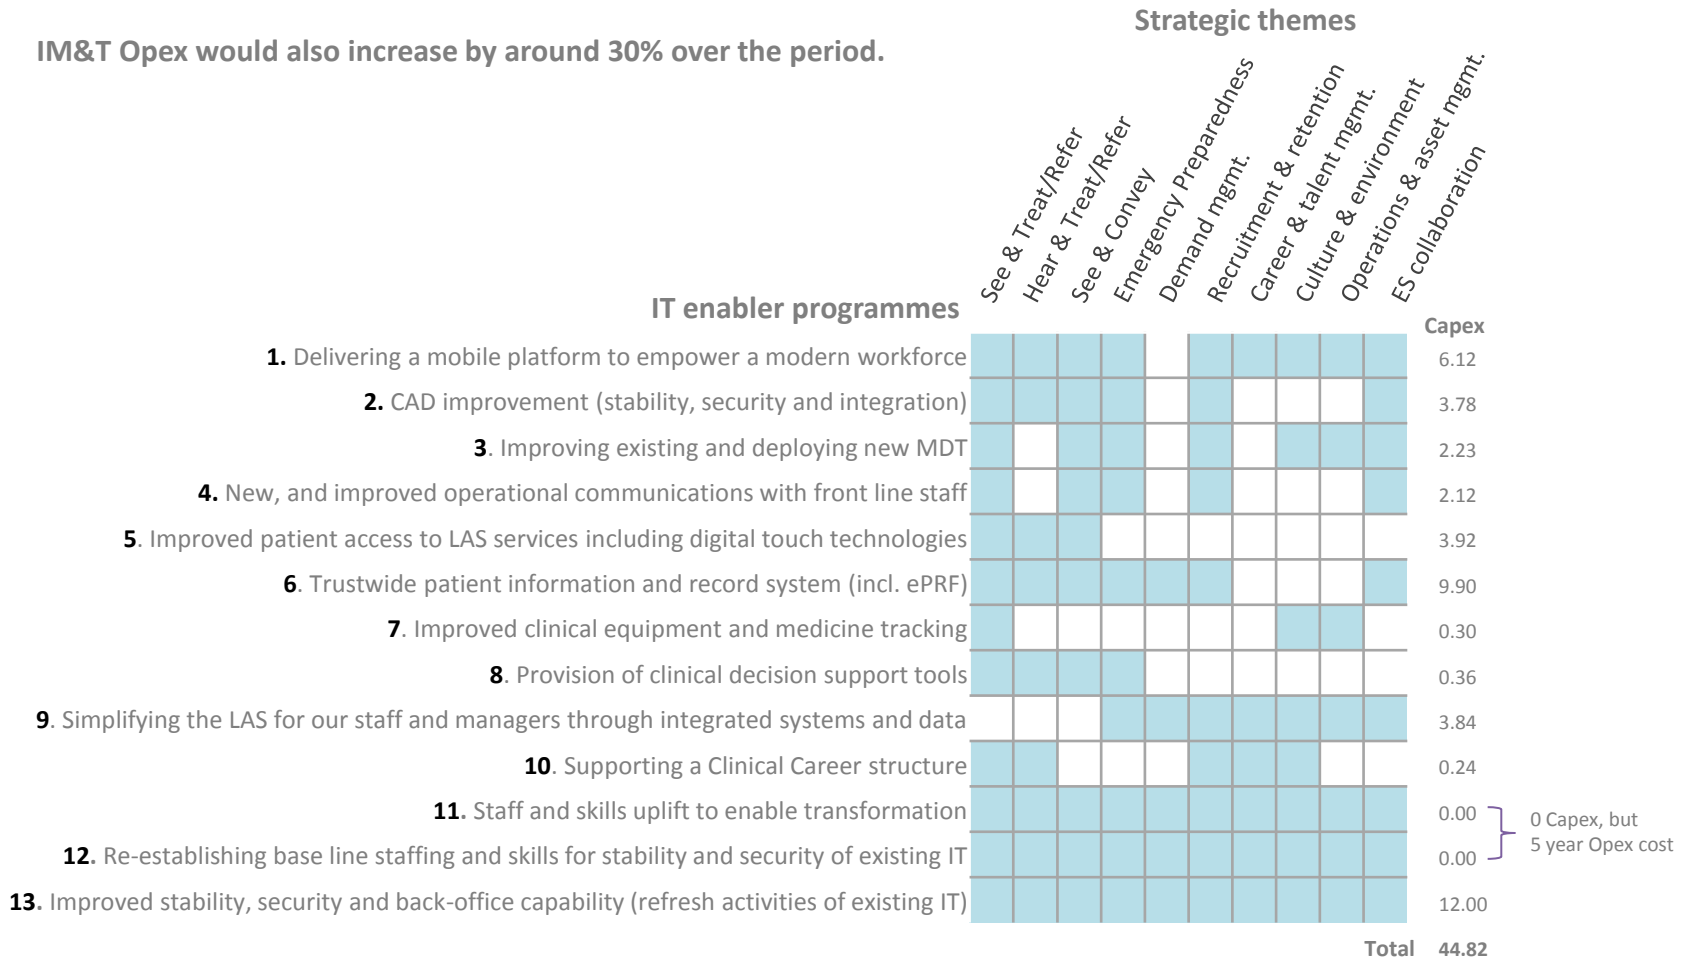 Strategic themes
IM&T Opex would also increase by around 30% over the period.
See & Treat/Refer
Hear & Treat/Refer
See & Convey
Emergency Preparedness
Demand mgmt.
Recruitment & retention
Career & talent mgmt.
Culture & environment
Operations & asset mgmt.
ES collaboration
IT enabler programmes
Capex
1. Delivering a mobile platform to empower a modern workforce 6.12
2. CAD improvement (stability, security and integration) 3.78
3. Improving existing and deploying new MDT 2.23
4. New, and improved operational communications with front line staff 2.12
5. Improved patient access to LAS services including digital touch technologies 3.92
6. Trustwide patient information and record system (incl. ePRF) 9.90
7. Improved clinical equipment and medicine tracking 0.30
8. Provision of clinical decision support tools 0.36
9. Simplifying the LAS for our staff and managers through integrated systems and data 3.84
10. Supporting a Clinical Career structure 0.24
11. Staff and skills uplift to enable transformation 0.00
0 Capex, but
5 year Opex cost
12. Re-establishing base line staffing and skills for stability and security of existing IT 0.00
13. Improved stability, security and back-office capability (refresh activities of existing IT) 12.00
Total 44.82